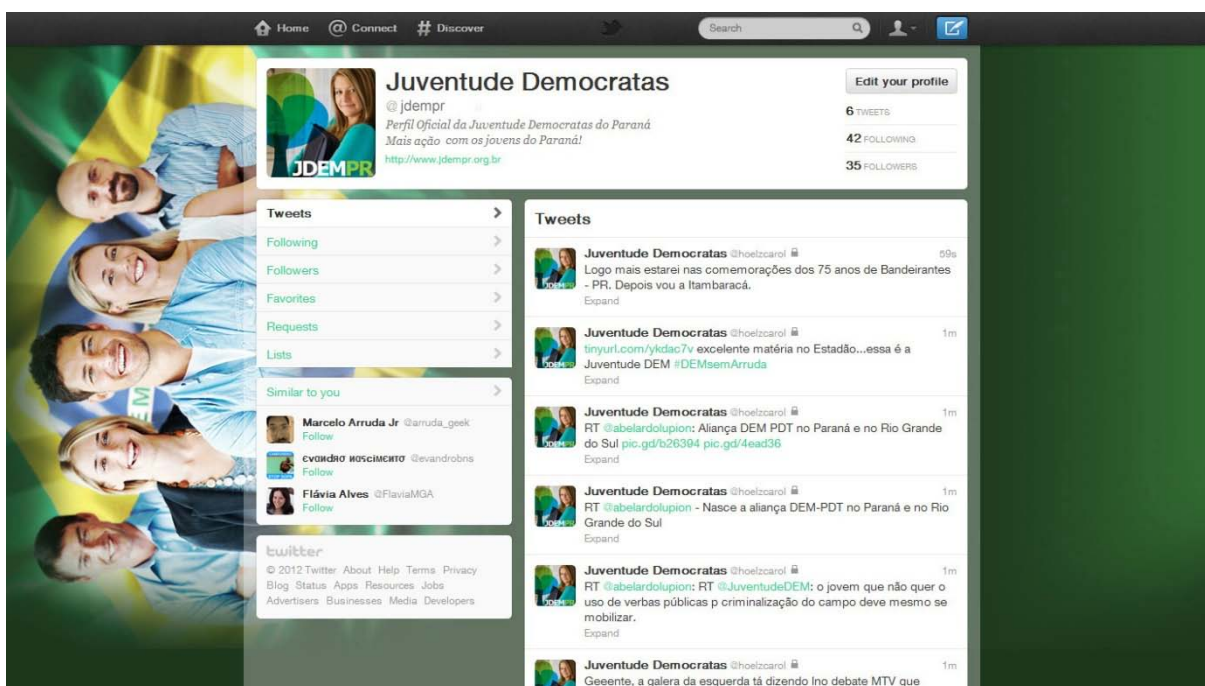 Home @ Connect # Discover Search
Juventude Democratas
@jdempr
Perfil Oficial da Juventude Democratas do Paraná
Mais ação com os jovens do Paraná!
http://www.jdempr.org.br
JDEMPR
Edit your profile
6 TWEETS
42 FOLLOWING
35 FOLLOWERS
Tweets
Following
Followers
Favorites
Requests
Lists
Similar to you
Marcelo Arruda Jr @arruda_geek
Follow
@evandrobns
Follow
Flávia Alves @FlaviaMGA
Follow
twitter
© 2012 Twitter About Help Terms Privacy
Blog Status Apps Resources Jobs
Advertisers Businesses Media Developers
Tweets
Juventude Democratas @hoelzcarol 59s
Logo mais estarei nas comemorações dos 75 anos de Bandeirantes
- PR. Depois vou a Itambaracá.
Expand
Juventude Democratas @hoelzcarol 1m
tinyurl.com/ykdac7v excelente matéria no Estadão...essa é a
Juventude DEM #DEMsemArruda
Expand
Juventude Democratas @hoelzcarol 1m
RT @abelardolupion: Aliança DEM PDT no Paraná e no Rio Grande
do Sul pic.gd/b26394 pic.gd/4ead36
Expand
Juventude Democratas @hoelzcarol 1m
RT @abelardolupion - Nasce a aliança DEM-PDT no Paraná e no Rio
Grande do Sul
Expand
Juventude Democratas @hoelzcarol 1m
RT @abelardolupion: RT @JuventudeDEM: o jovem que não quer o
uso de verbas públicas p criminalização do campo deve mesmo se
mobilizar.
Expand
Juventude Democratas @hoelzcarol 1m
Geeente, a galera da esquerda tá dizendo lno debate MTV que